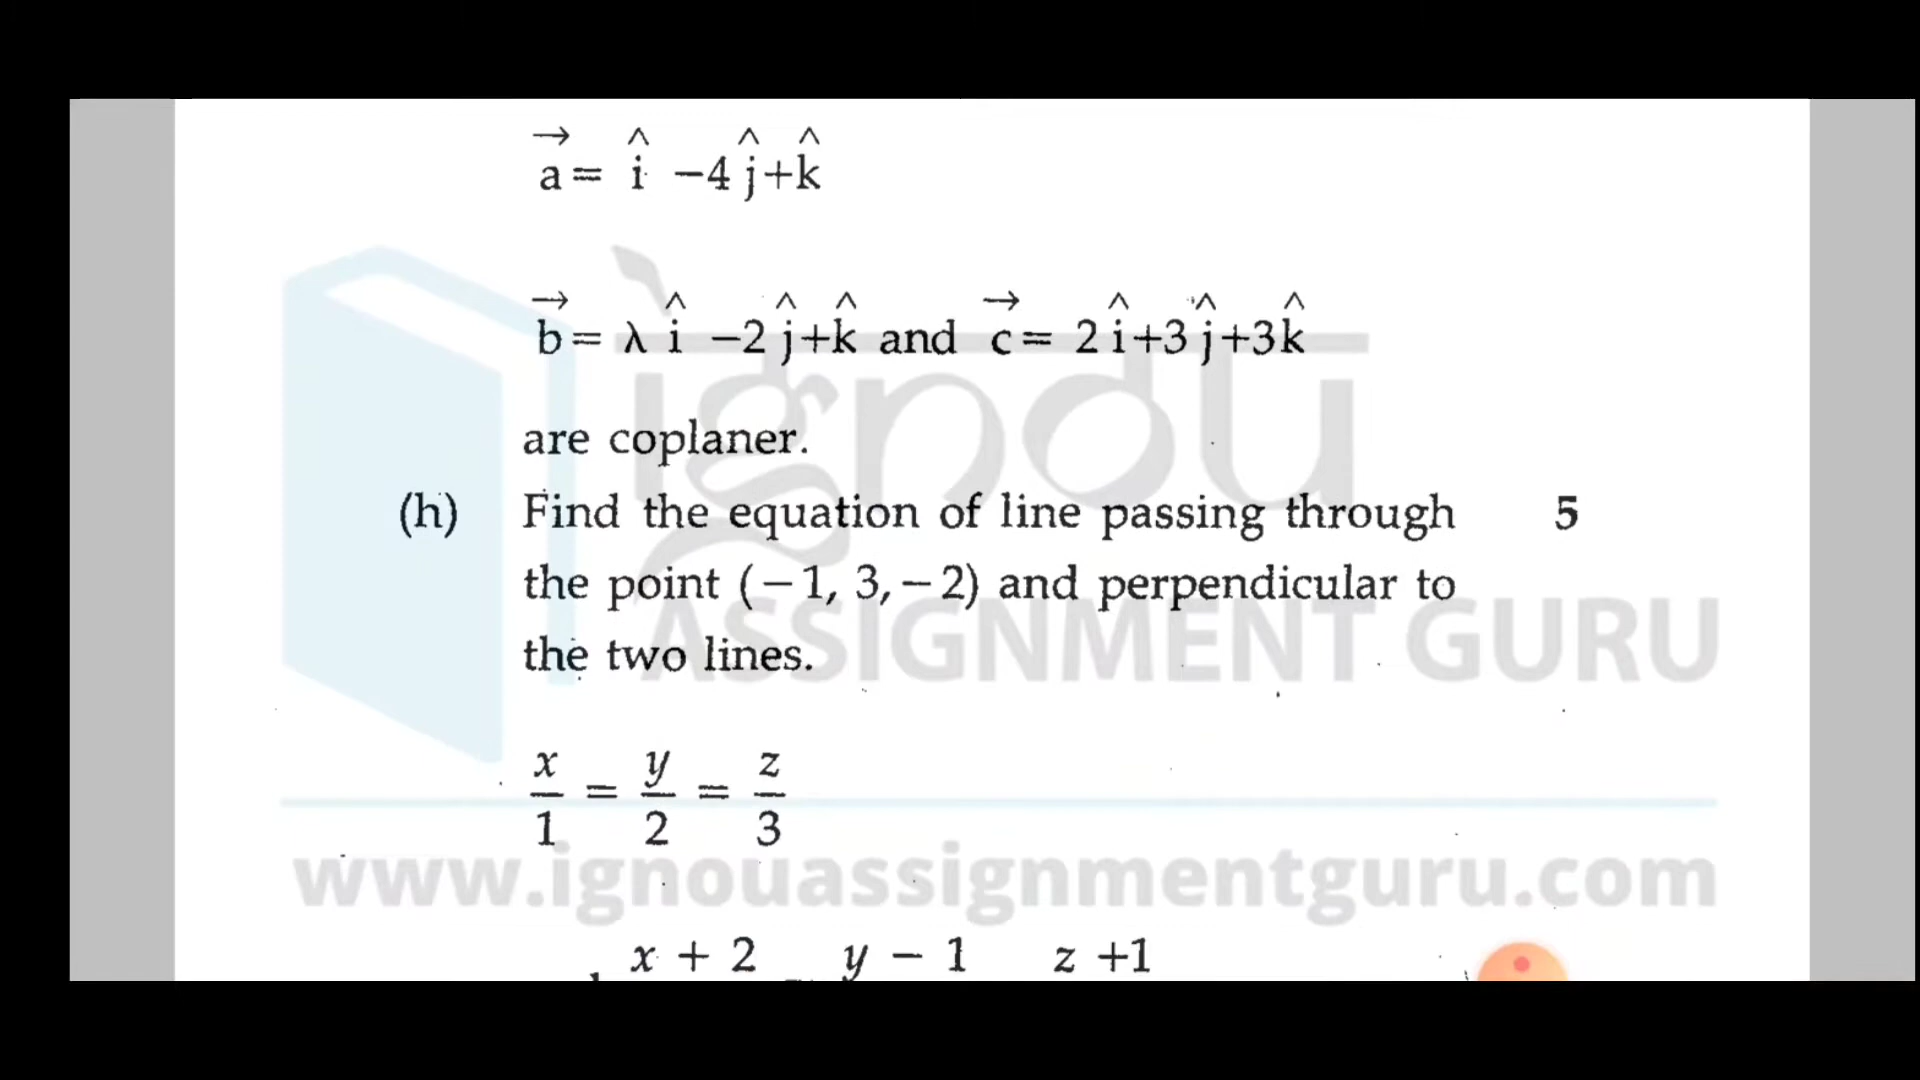 → ^ ^ ^
a = i −4 j+k
→ ^ ^ ^ → ^ ^ ^
b = λ i −2 j+k and c = 2 i+3 j+3k
are coplaner.
(h) Find the equation of line passing through 5
the point (−1, 3, −2) and perpendicular to
the two lines.
x/1 = y/2 = z/3
x + 2 y − 1 z +1
ignou
ASSIGNMENT GURU
www.ignouassignmentguru.com